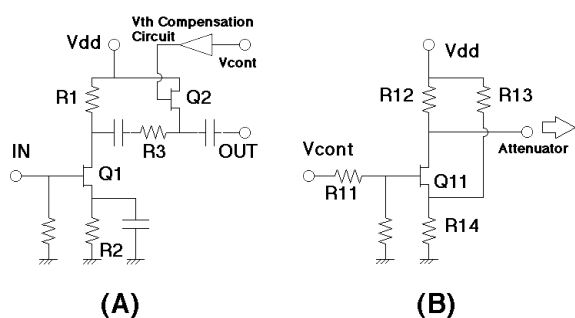 Vth Compensation
Circuit
Vdd
Vcont
R1
Q2
R3
OUT
IN
Q1
R2
(A)
Vdd
R12
R13
Vcont
Attenuator
R11
Q11
R14
(B)